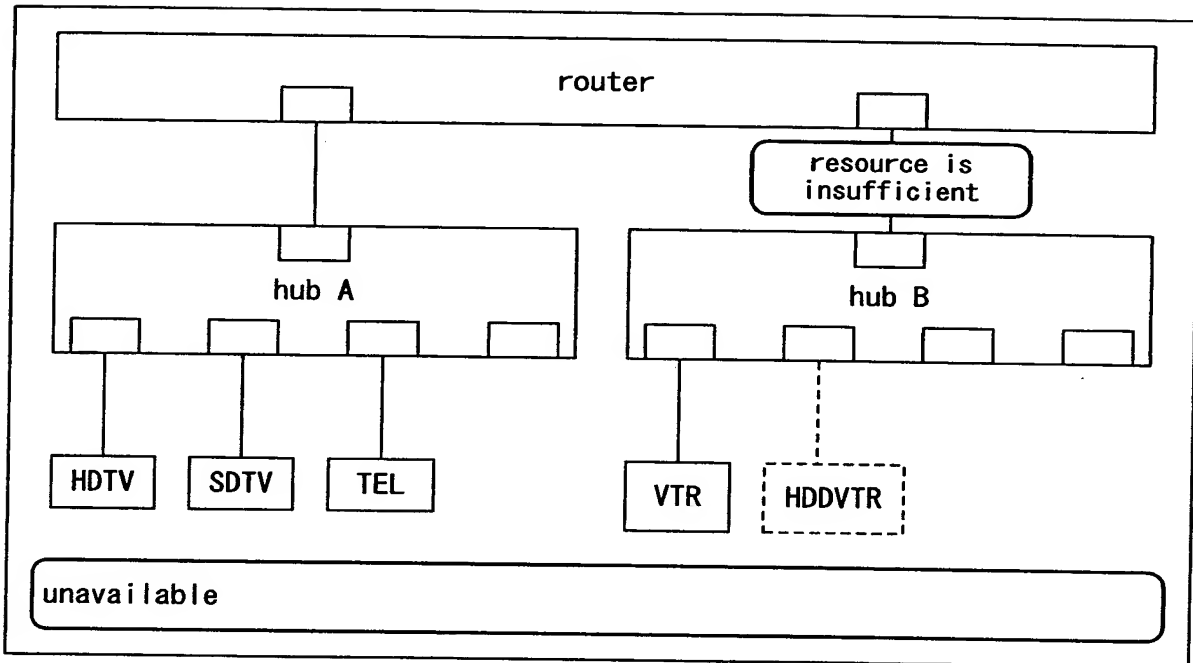 router
resource is
insufficient
hub A
hub B
HDTV
SDTV
TEL
VTR
HDDVTR
unavailable